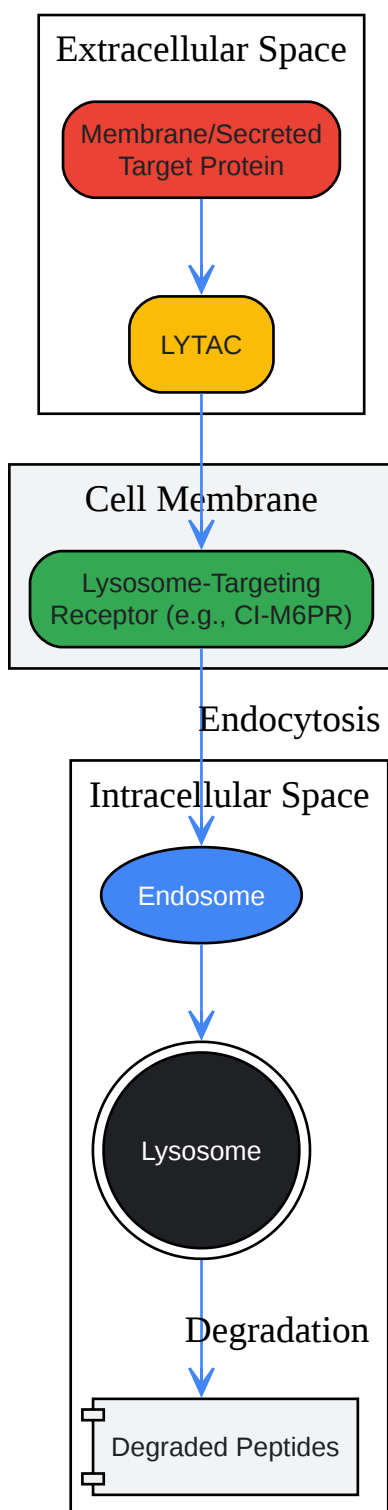 Extracellular Space
Membrane/Secreted
Target Protein
LYTAC
Cell Membrane
Lysosome-Targeting
Receptor (e.g., CI-M6PR)
Endocytosis
Intracellular Space
Endosome
Lysosome
Degradation
Degraded Peptides